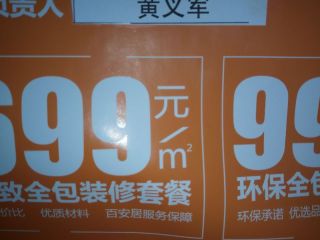 负责人 黄义军
699元/m² 99
致全包装修套餐 环保全包
价比 优质材料 百安居服务保障 环保承诺 优选品